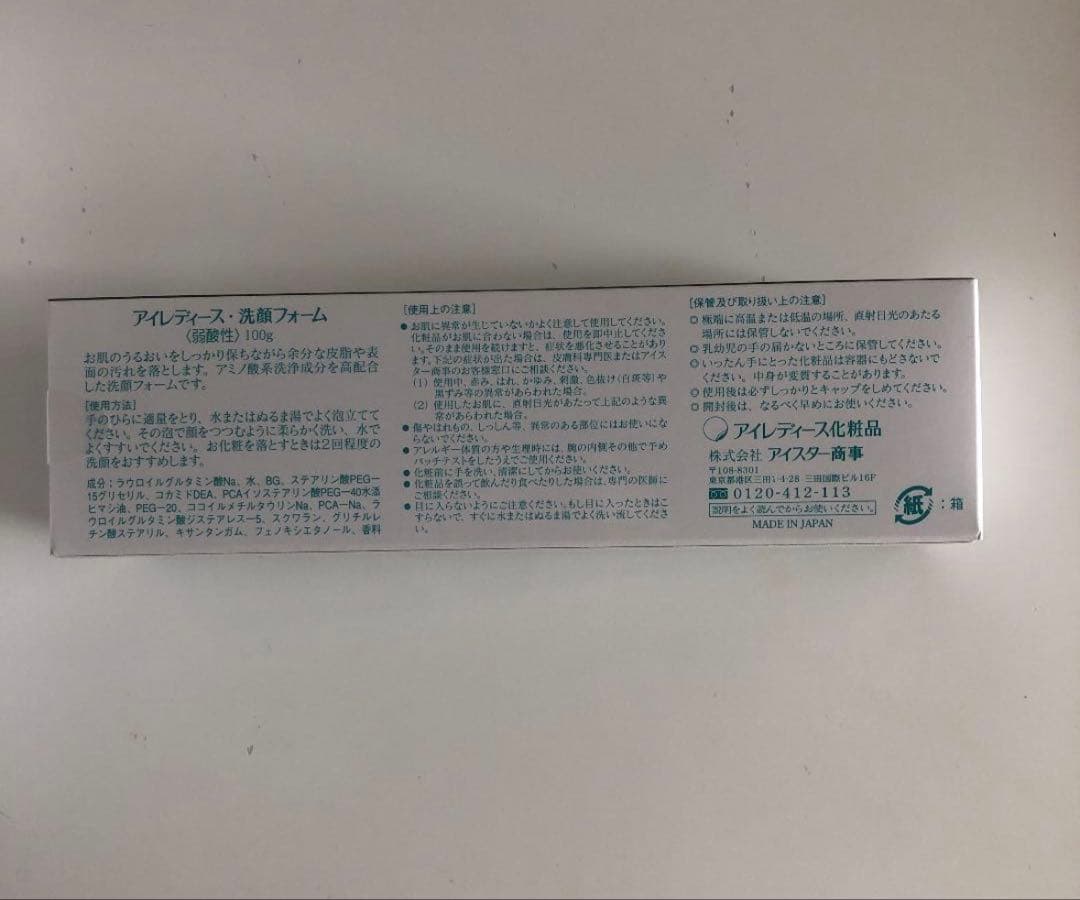 アイレディース・洗顔フォーム
〈弱酸性〉100g
お肌のうるおいをしっかり保ちながら余分な皮脂や表
面の汚れを落とします。アミノ酸系洗浄成分を高配合
した洗顔フォームです。
[使用方法]
手のひらに適量をとり、水またはぬるま湯でよく泡立てて
ください。その泡で顔をつつむように柔らかく洗い、水で
よくすすいでください。お化粧を落とすときは2回程度の
洗顔をおすすめします。
成分：ラウロイルグルタミン酸Na、水、BG、ステアリン酸PEG－
15グリセリル、コカミドDEA、PCAイソステアリン酸PEG－40水添
ヒマシ油、PEG－20、ココイルメチルタウリンNa、PCA－Na、ラ
ウロイルグルタミン酸ジステアレス－5、スクワラン、グリチルレ
チン酸ステアリル、キサンタンガム、フェノキシエタノール、香料
[使用上の注意]
●お肌に異常が生じていないかよく注意して使用してください。
化粧品がお肌に合わない場合は、使用を即中止してくださ
い。そのまま使用を続けますと、症状を悪化させることがあり
ます。下記の症状が出た場合は、皮膚科専門医またはアイス
ター商事のお客様窓口にご相談ください。
(1) 使用中、赤み、はれ、かゆみ、刺激、色抜け(白斑等)や
黒ずみ等の異常があらわれた場合。
(2) 使用したお肌に、直射日光があたって上記のような異
常があらわれた場合。
●傷やはれもの、しっしん等、異常のある部位にはお使いにな
らないでください。
●アレルギー体質の方や生理時には、腕の内側その他で予め
パッチテストをしたうえでご使用ください。
●化粧前に手を洗い、清潔にしてからお使いください。
●化粧品を誤って飲んだり食べたりした場合は、専門の医師に
ご相談ください。
●目に入らないようにご注意ください。もし目に入ったときはこ
すらないで、すぐに水またはぬるま湯でよく洗い流してくださ
い。
[保管及び取り扱い上の注意]
◎極端に高温または低温の場所、直射日光のあたる
場所には保管しないでください。
◎乳幼児の手の届かないところに保管してください。
◎いったん手にとった化粧品は容器にもどさないで
ください。中身が変質することがあります。
◎使用後は必ずしっかりとキャップをしめてください。
◎開封後は、なるべく早めにお使いください。
アイレディース化粧品
株式会社 アイスター商事
〒108-8301
東京都港区三田1-4-28 三田国際ビル16F
0120-412-113
説明をよく読んでからお使いください。
MADE IN JAPAN
紙：箱